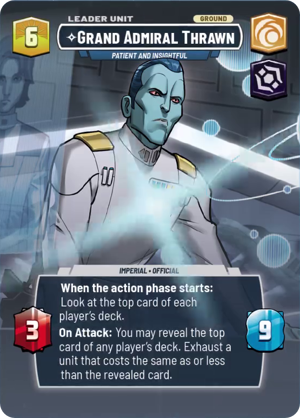 LEADER UNIT
GROUND
6
✧GRAND ADMIRAL THRAWN
PATIENT AND INSIGHTFUL
IMPERIAL • OFFICIAL
When the action phase starts:
Look at the top card of each
player's deck.
On Attack: You may reveal the top
card of any player's deck. Exhaust a
unit that costs the same as or less
than the revealed card.
3
9